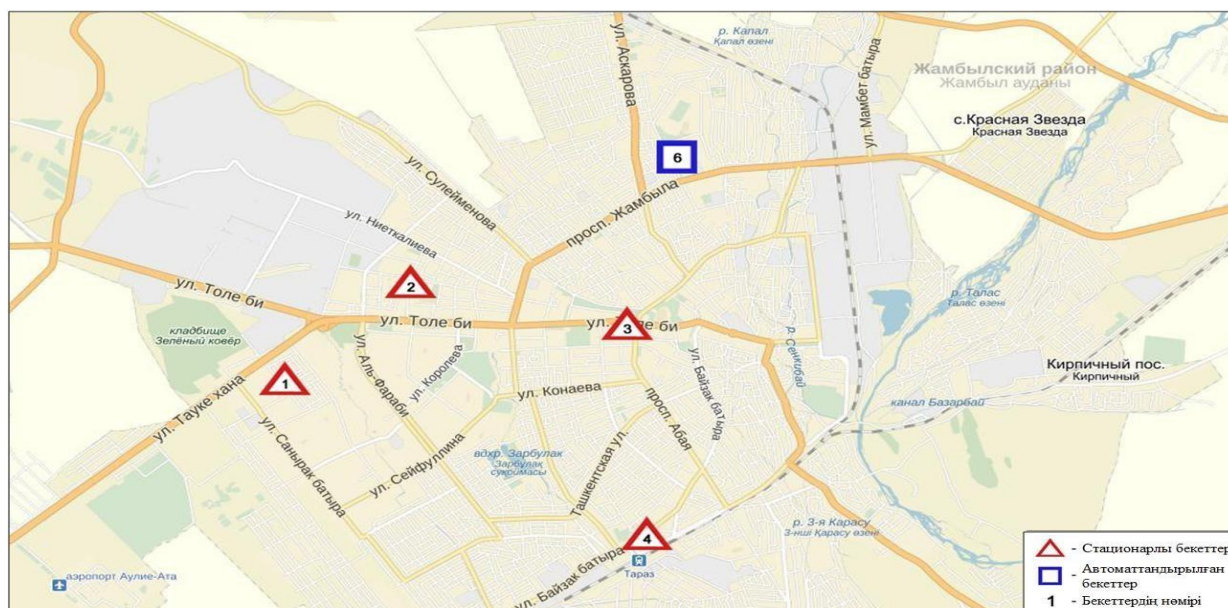 р. Капал
Қапал өзені
ул. Аскарова
Жамбылский район
Жамбыл ауданы
ул. Мамбет батыра
с.Красная Звезда
Красная Звезда
ул. Сулейменова
6
просп. Жамбыла
ул. Ниеткалиева
2
ул. Толе би
ул. Толе би
ул. Толе би
3
р. Талас
Талас өзені
кладбище
Зелёный ковёр
р. Сенкибай
1
ул. Аль-Фараби
ул. Королева
ул. Байзак батыра
Кирпичный пос.
Кирпичный
ул. Тауке хана
ул. Конаева
просп. Абая
канал Базарбай
ул. Санырак батыра
ул. Сейфуллина
вдхр. Зарбулак
Зарбұлақ
суқоймасы
Ташкентская ул.
р. 3-я Карасу
3-нші Қарасу өзені
4
Тараз
ул. Байзак батыра
аэропорт Аулие-Ата
- Стационарлы бекеттер
- Автоматтандырылған
бекеттер
1 - Бекеттердің нөмірі